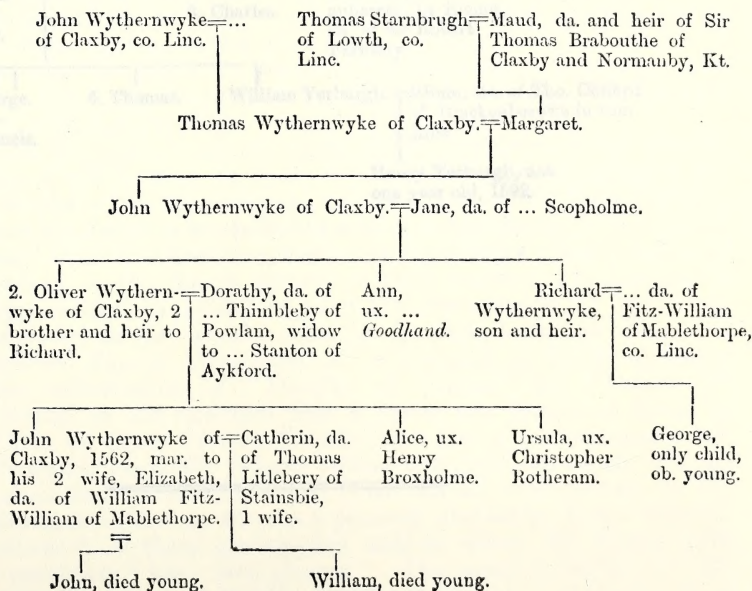 John Wythernwyke=...
of Claxby, co. Linc.
Thomas Starnbrugh=Maud, da. and heir of Sir
of Lowth, co. Thomas Brabouthe of
Linc. Claxby and Normanby, Kt.
Thomas Wythernwyke of Claxby.=Margaret.
John Wythernwyke of Claxby.=Jane, da. of ... Scopholme.
2. Oliver Wythern-
wyke of Claxby, 2
brother and heir to
Richard.
=Dorathy, da. of
... Thimbleby of
Powlam, widow
to ... Stanton of
Aykford.
Ann,
ux. ...
Goodhand.
Richard
Wythernwyke,
son and heir.
=... da. of
Fitz-William
of Mablethorpe,
co. Linc.
John Wythernwyke of
Claxby, 1562, mar. to
his 2 wife, Elizabeth,
da. of William Fitz-
William of Mablethorpe.
=Catherin, da.
of Thomas
Litlebery of
Stainsbie,
1 wife.
Alice, ux.
Henry
Broxholme.
Ursula, ux.
Christopher
Rotheram.
George,
only child,
ob. young.
John, died young.
William, died young.